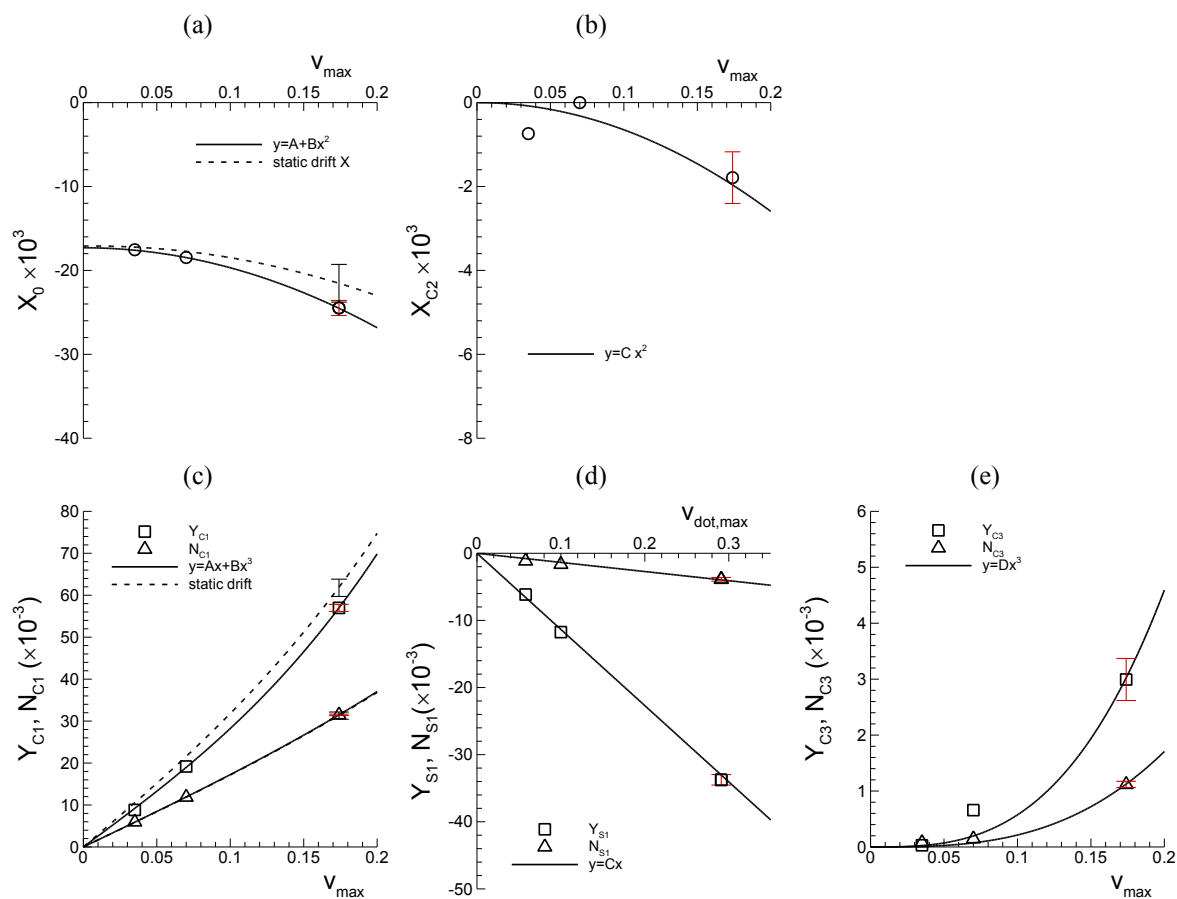 (a)
(b)
v_max
0 0.05 0.1 0.15 0.2
0
-10
-20
-30
-40
X_0 ×10^3
y=A+Bx^2
static drift X
v_max
0 0.05 0.1 0.15 0.2
0
-2
-4
-6
-8
X_C2 ×10^3
y=C x^2
(c)
(d)
(e)
80
70
60
50
40
30
20
10
0
Y_C1, N_C1 (×10^-3)
Y_C1
N_C1
y=Ax+Bx^3
static drift
0 0.05 0.1 0.15 0.2
v_max
v_dot,max
0 0.1 0.2 0.3
0
-10
-20
-30
-40
-50
Y_S1, N_S1(×10^-3)
Y_S1
N_S1
y=Cx
6
5
4
3
2
1
0
Y_C3, N_C3 (×10^-3)
Y_C3
N_C3
y=Dx^3
0 0.05 0.1 0.15 0.2
v_max